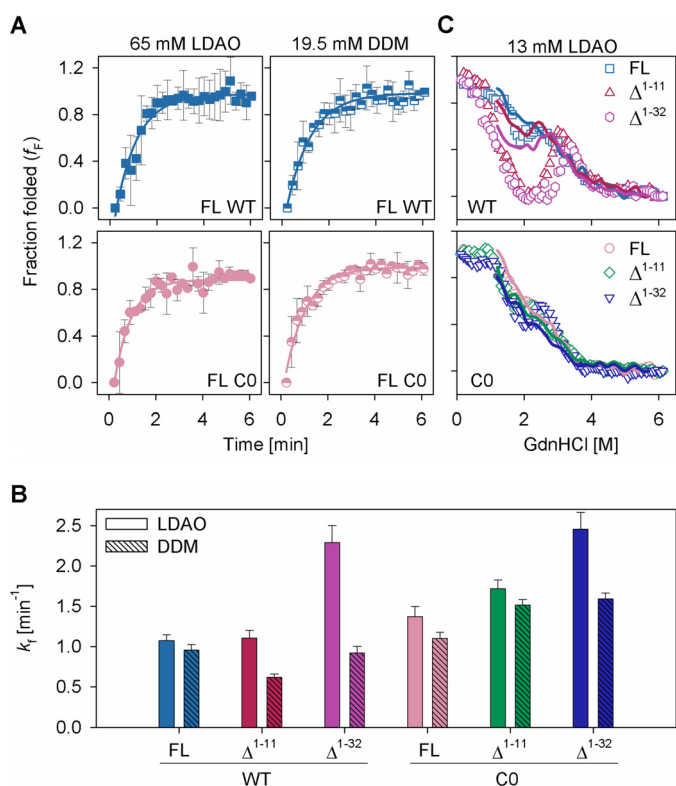 A
C
65 mM LDAO
19.5 mM DDM
13 mM LDAO
1.2
0.8
0.4
0.0
FL WT
FL WT
FL
Δ1-11
Δ1-32
WT
Fraction folded (fF)
1.2
0.8
0.4
0.0
FL C0
FL C0
FL
Δ1-11
Δ1-32
C0
0 2 4 6
0 2 4 6
0 2 4 6
Time [min]
GdnHCl [M]
B
2.5
2.0
1.5
1.0
0.5
0.0
kf [min-1]
LDAO
DDM
FL Δ1-11 Δ1-32 FL Δ1-11 Δ1-32
WT C0